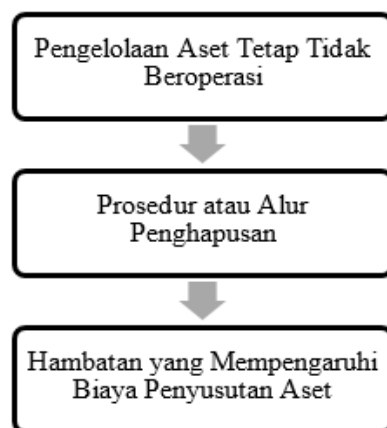 Pengelolaan Aset Tetap Tidak
Beroperasi
Prosedur atau Alur
Penghapusan
Hambatan yang Mempengaruhi
Biaya Penyusutan Aset